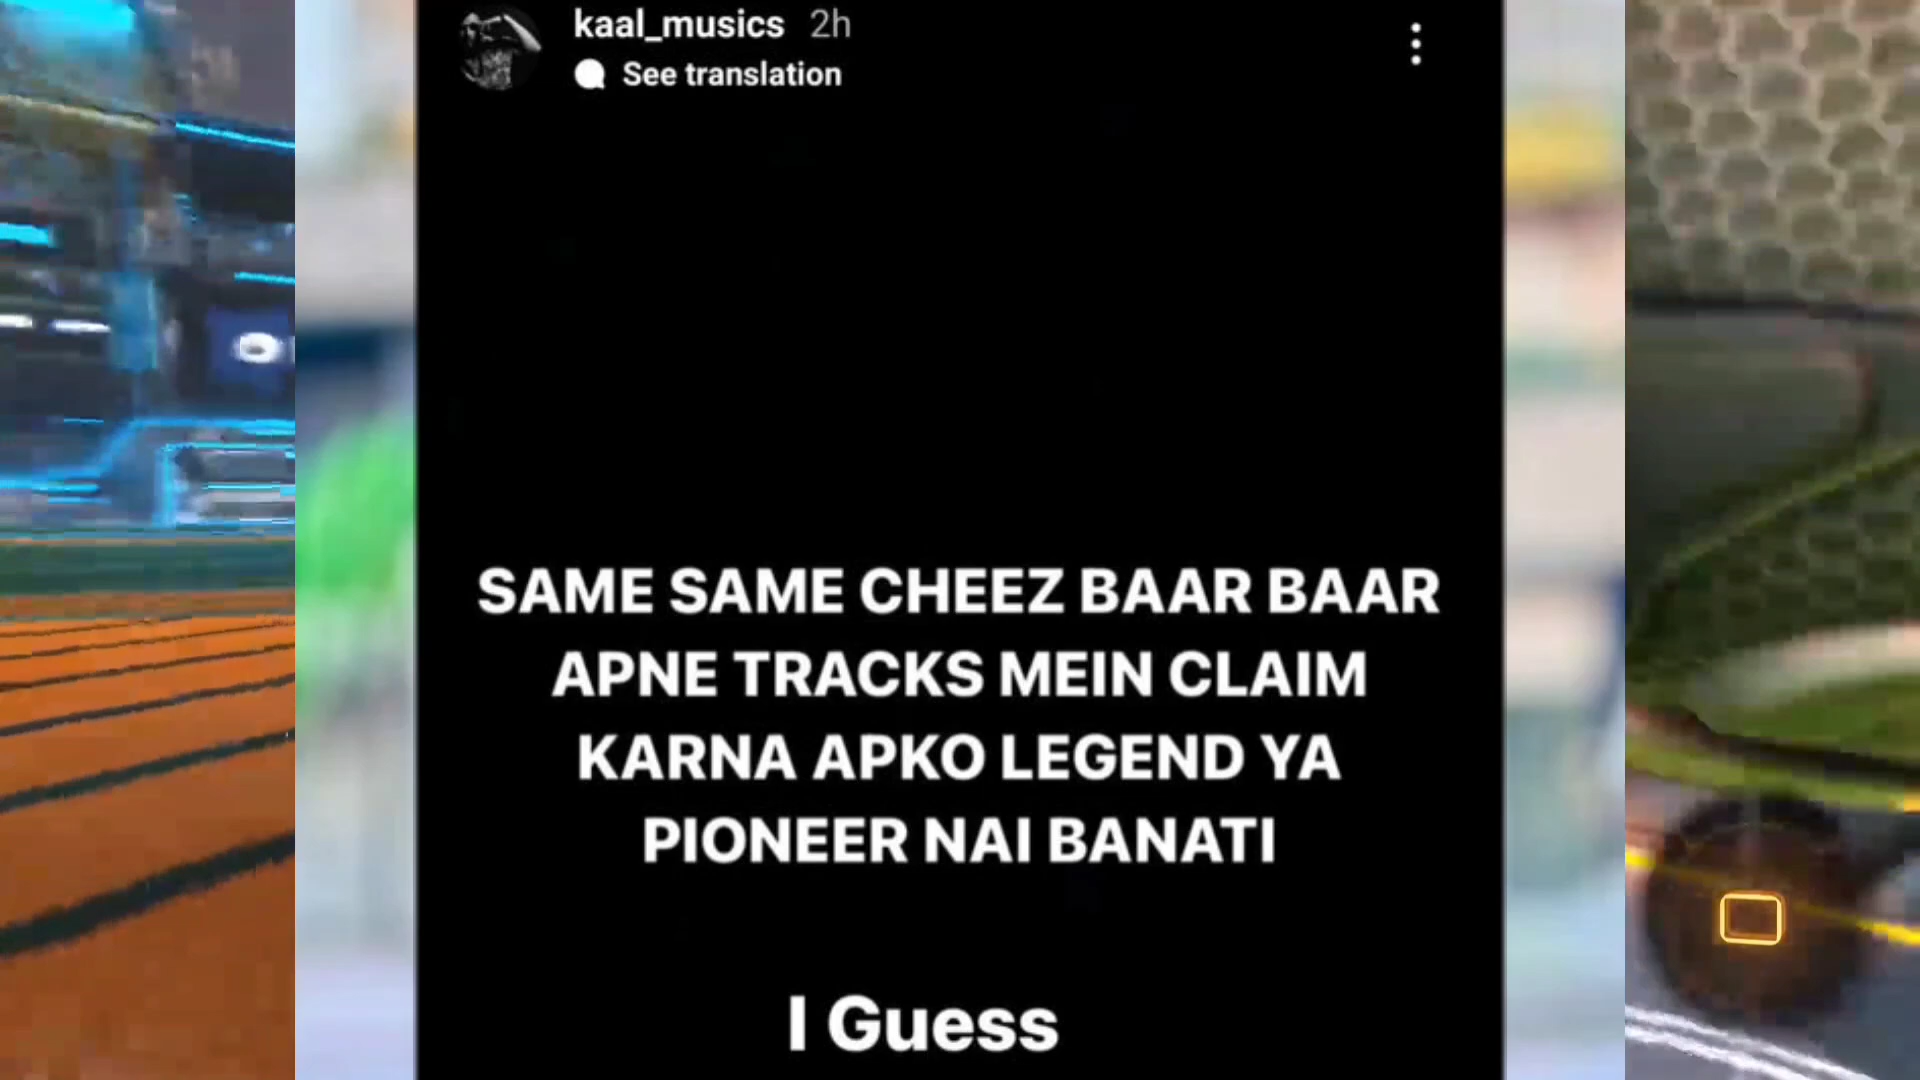 kaal_musics 2h
See translation
SAME SAME CHEEZ BAAR BAAR
APNE TRACKS MEIN CLAIM
KARNA APKO LEGEND YA
PIONEER NAI BANATI
I Guess